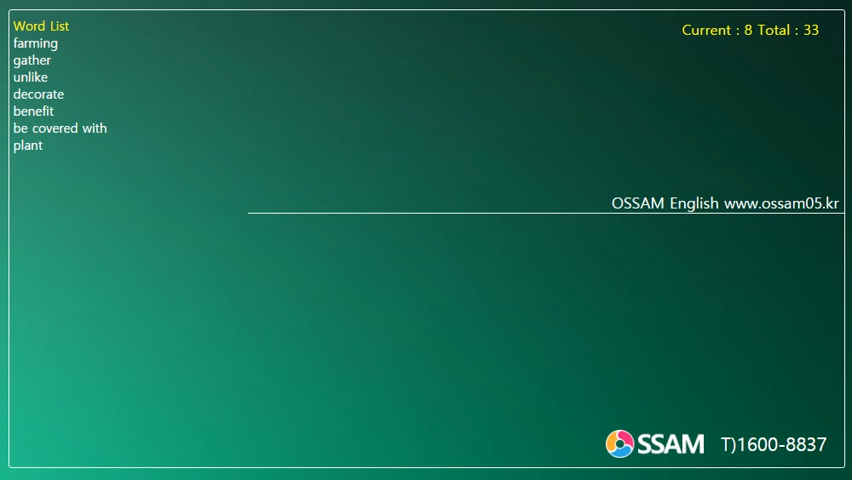 Word List
Current : 8 Total : 33
farming
gather
unlike
decorate
benefit
be covered with
plant
OSSAM English www.ossam05.kr
OSSAM T)1600-8837